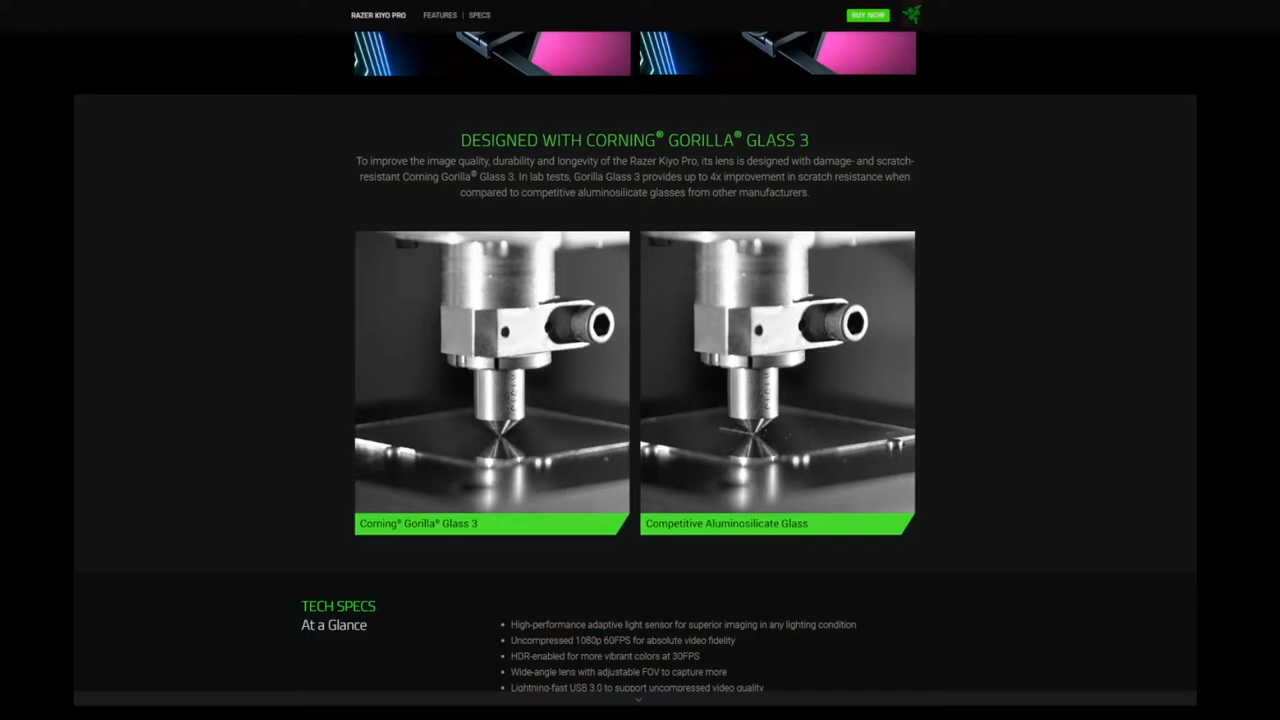 RAZER KIYO PRO FEATURES | SPECS BUY NOW
DESIGNED WITH CORNING® GORILLA® GLASS 3
To improve the image quality, durability and longevity of the Razer Kiyo Pro, its lens is designed with damage- and scratch-
resistant Corning Gorilla® Glass 3. In lab tests, Gorilla Glass 3 provides up to 4x improvement in scratch resistance when
compared to competitive aluminosilicate glasses from other manufacturers.
Corning® Gorilla® Glass 3
Competitive Aluminosilicate Glass
TECH SPECS
At a Glance
• High-performance adaptive light sensor for superior imaging in any lighting condition
• Uncompressed 1080p 60FPS for absolute video fidelity
• HDR-enabled for more vibrant colors at 30FPS
• Wide-angle lens with adjustable FOV to capture more
• Lightning-fast USB 3.0 to support uncompressed video quality